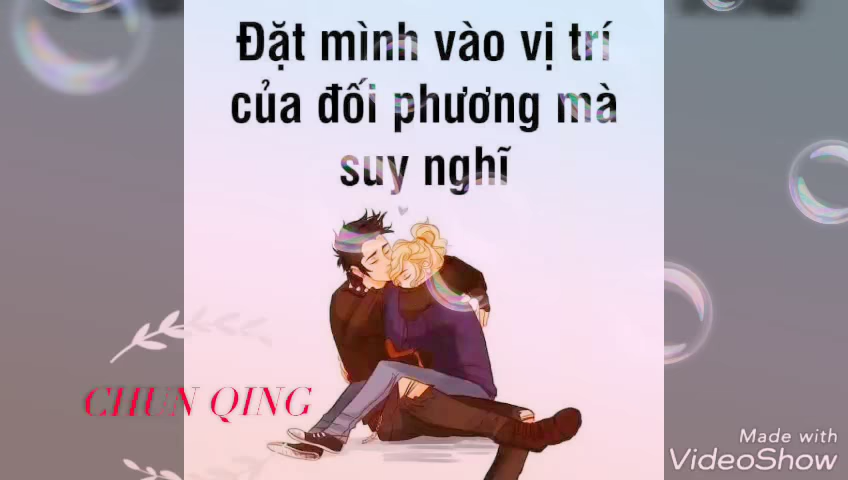 Đặt mình vào vị trí
của đối phương mà
suy nghĩ
CHUN QING
Made with
VideoShow